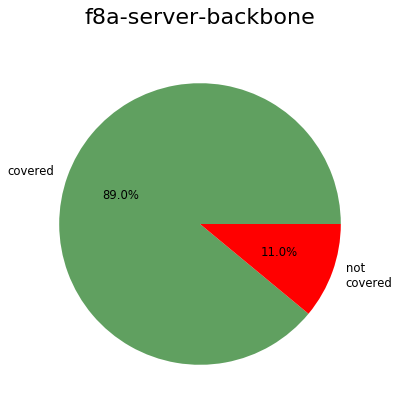 f8a-server-backbone
covered
89.0%
11.0%
not
covered